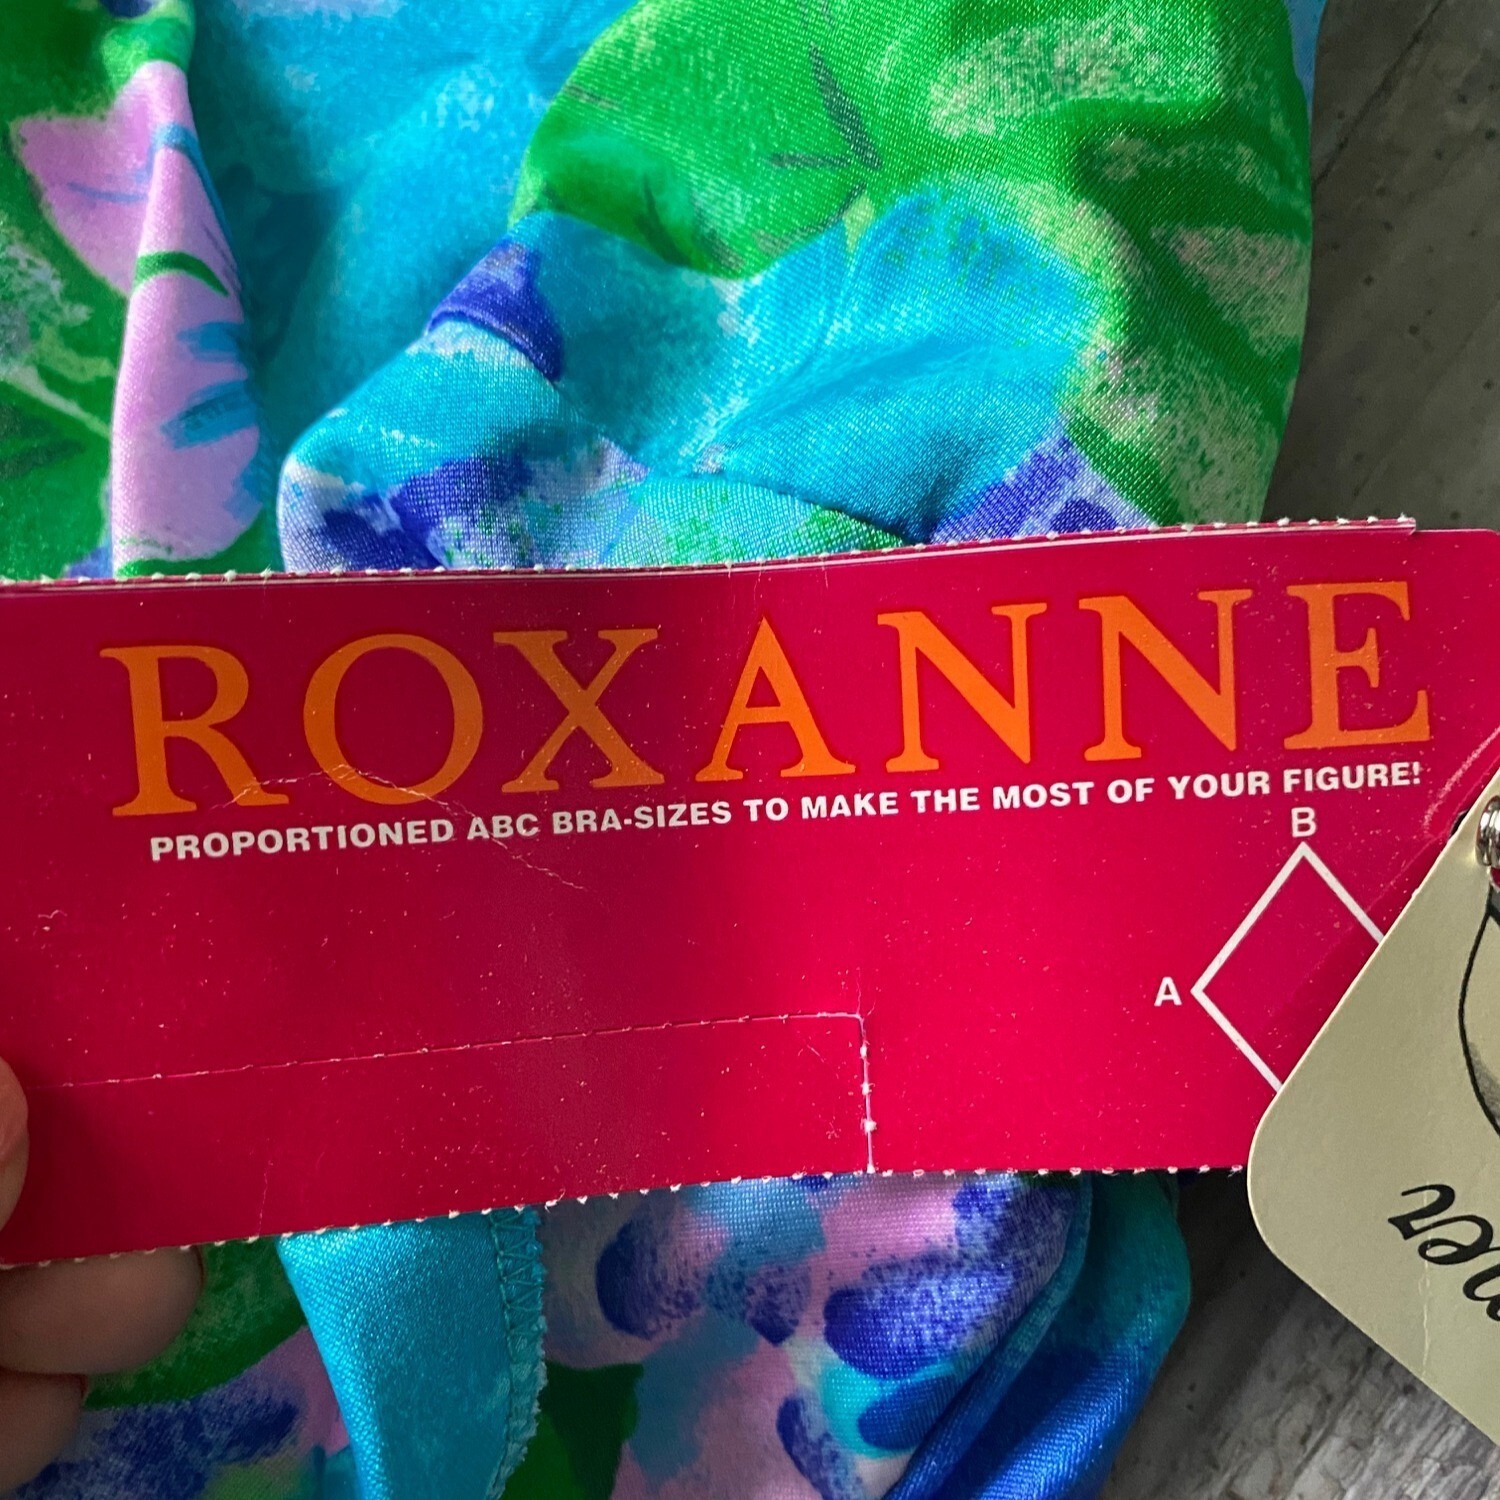 ROXANNE
PROPORTIONED ABC BRA-SIZES TO MAKE THE MOST OF YOUR FIGURE!
B
A